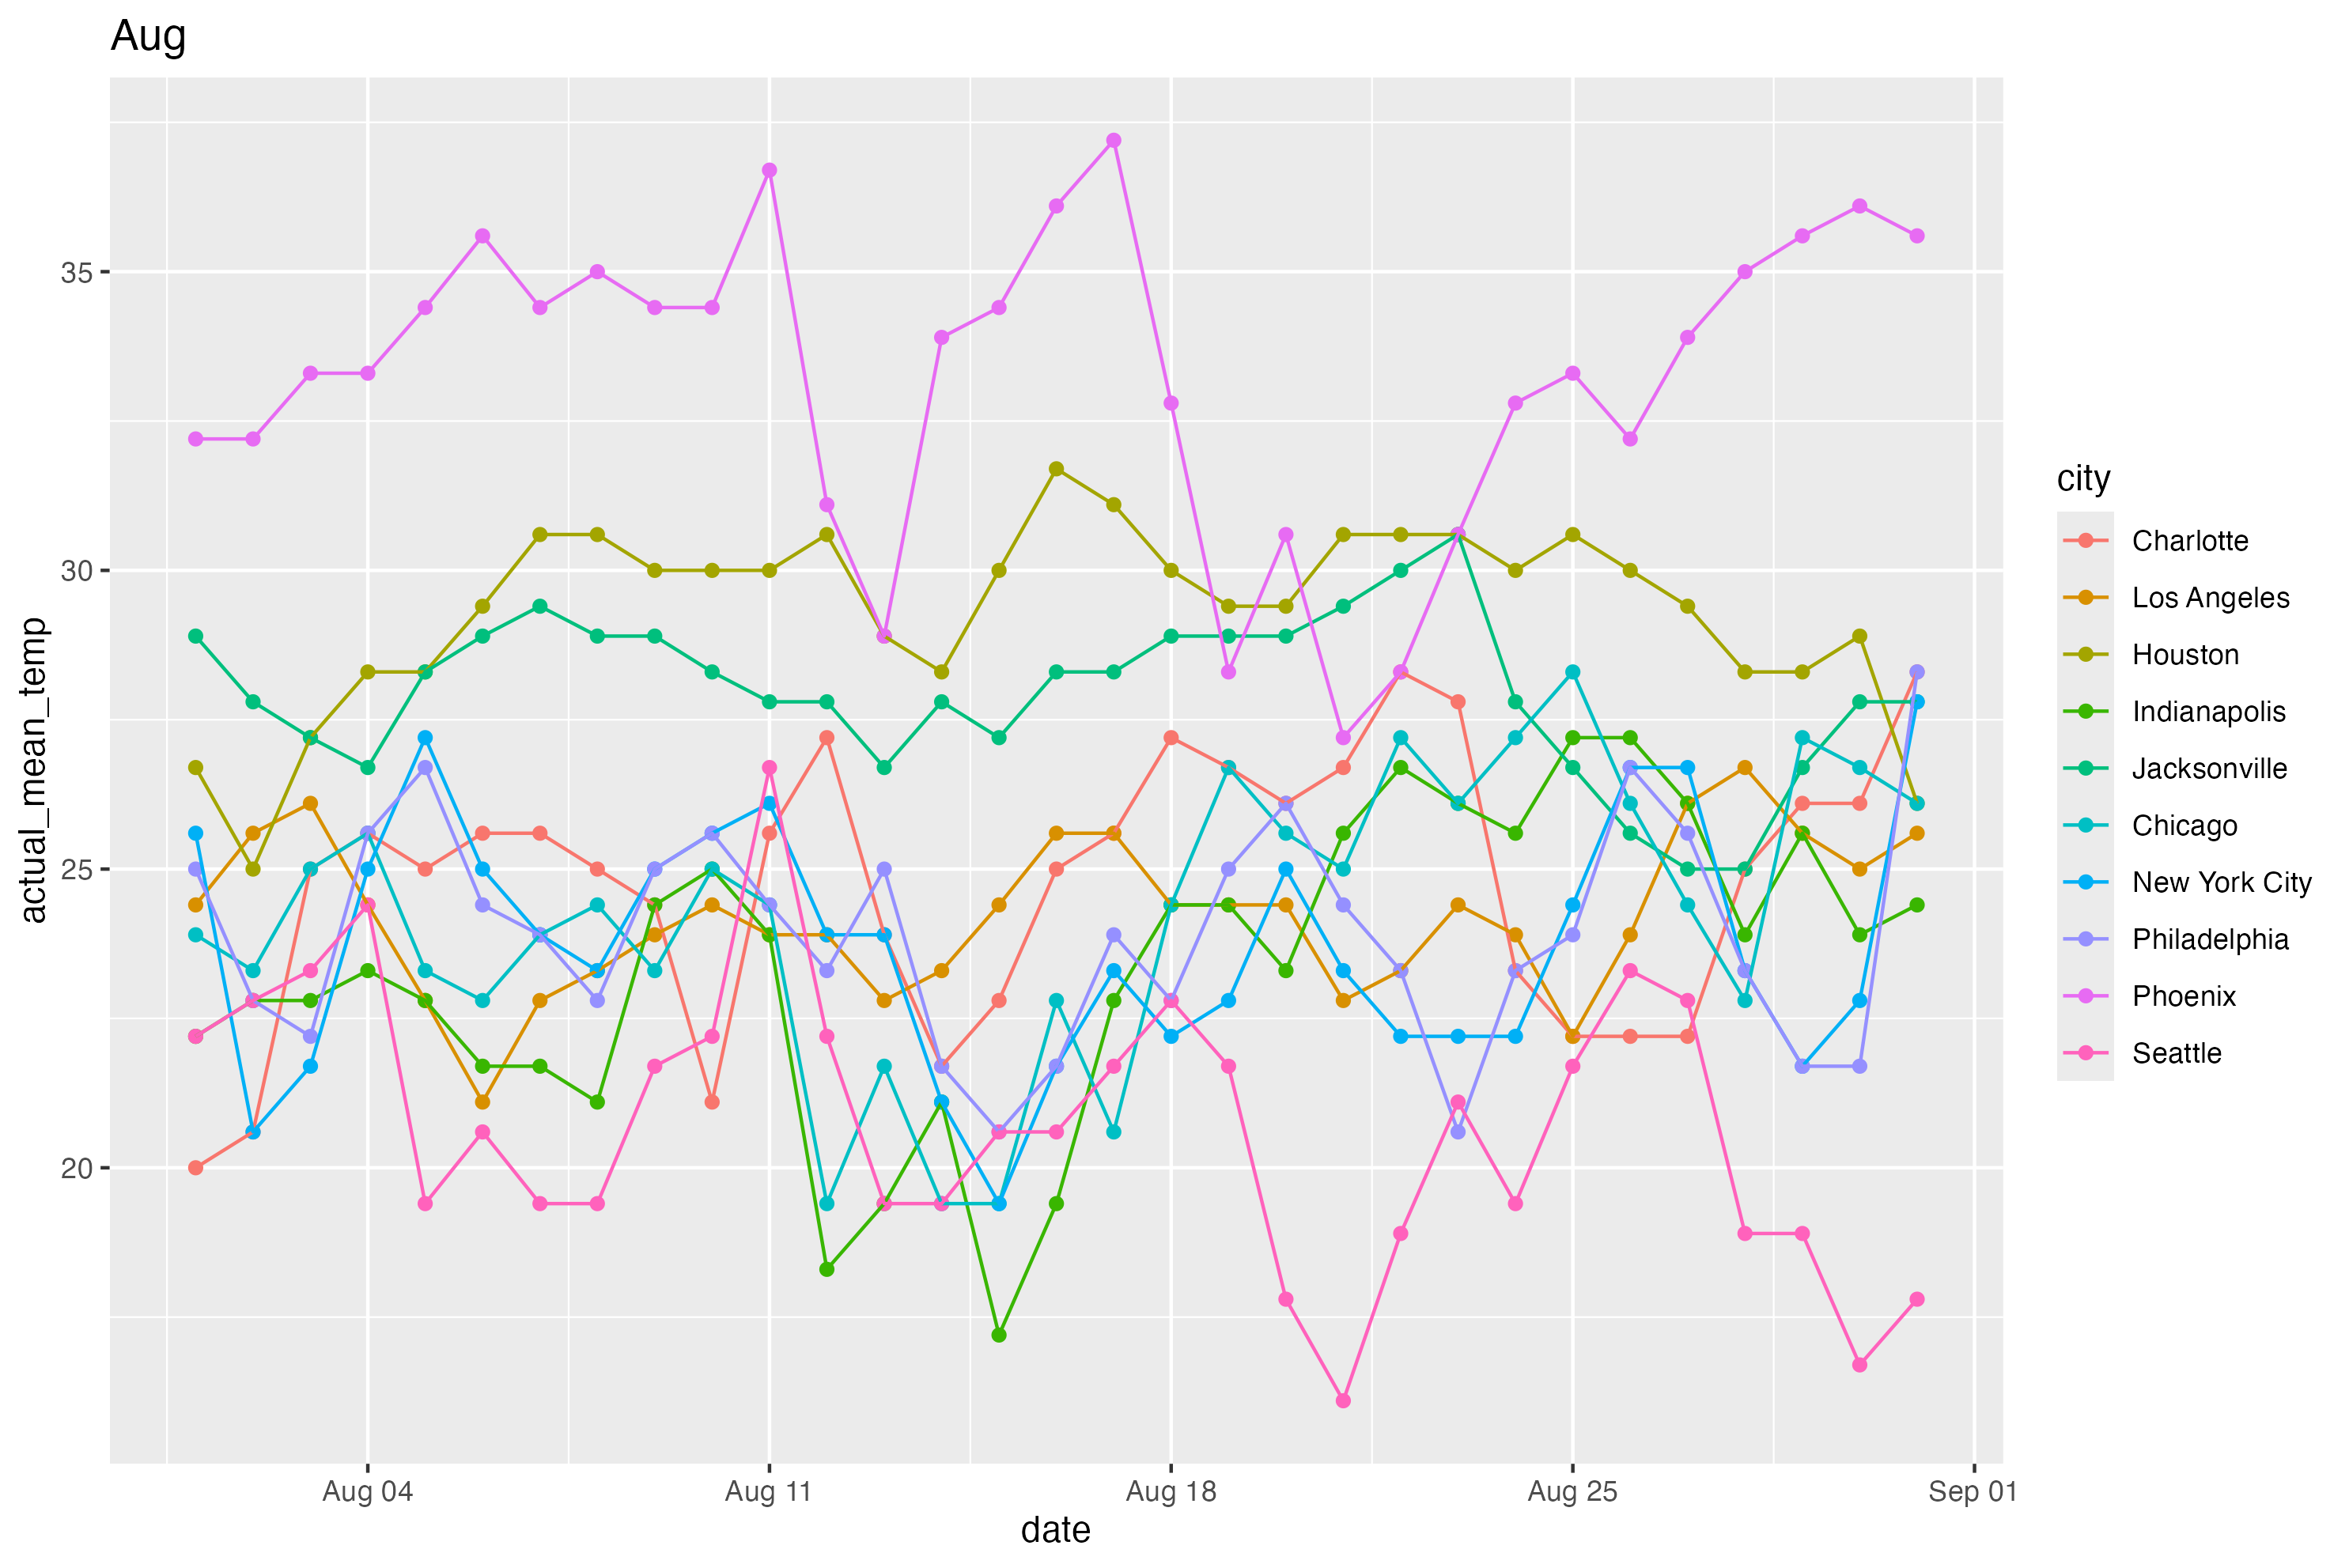 Aug
actual_mean_temp
35
30
25
20
Aug 04
Aug 11
Aug 18
Aug 25
Sep 01
date
city
Charlotte
Los Angeles
Houston
Indianapolis
Jacksonville
Chicago
New York City
Philadelphia
Phoenix
Seattle